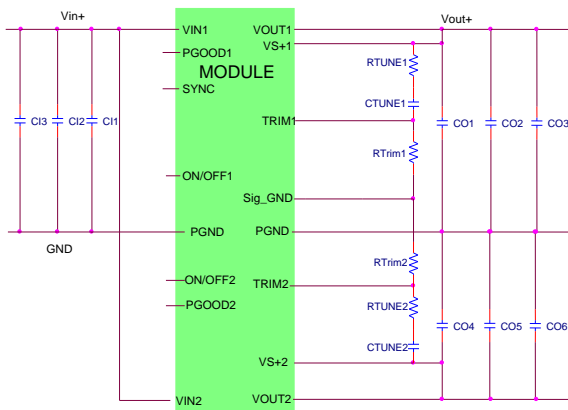 Vin+
Vout+
VIN1
VOUT1
VS+1
PGOOD1
RTUNE1
MODULE
SYNC
CTUNE1
CI3
CI2
CI1
TRIM1
CO1
CO2
CO3
RTrim1
ON/OFF1
Sig_GND
PGND
PGND
GND
RTrim2
ON/OFF2
TRIM2
PGOOD2
RTUNE2
CO4
CO5
CO6
CTUNE2
VS+2
VIN2
VOUT2